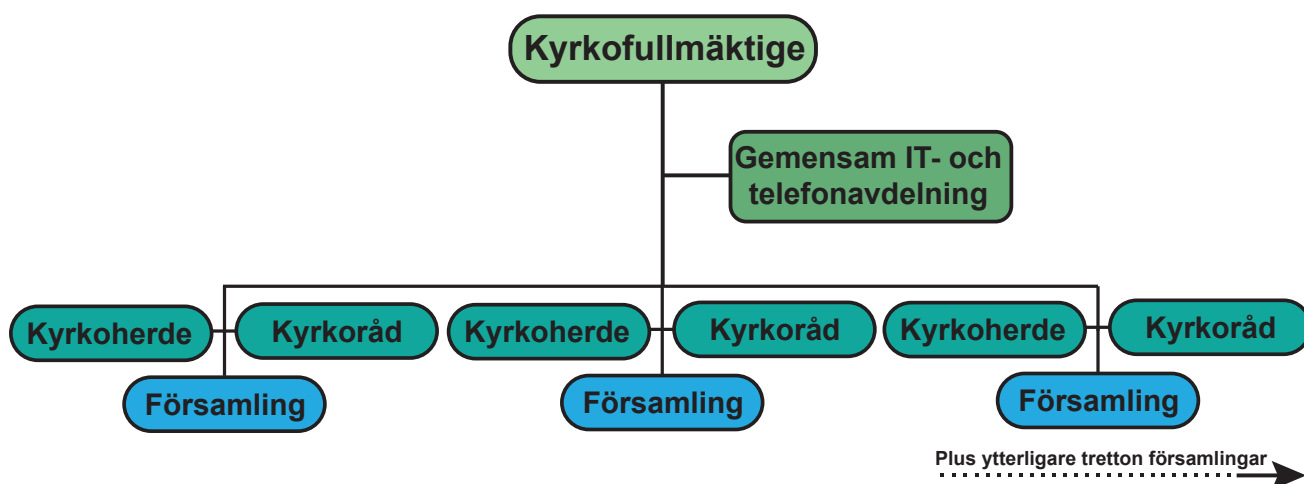 Kyrkofullmäktige
Gemensam IT- och
telefonavdelning
Kyrkoherde
Kyrkoråd
Kyrkoherde
Kyrkoråd
Kyrkoherde
Kyrkoråd
Församling
Församling
Församling
Plus ytterligare tretton församlingar